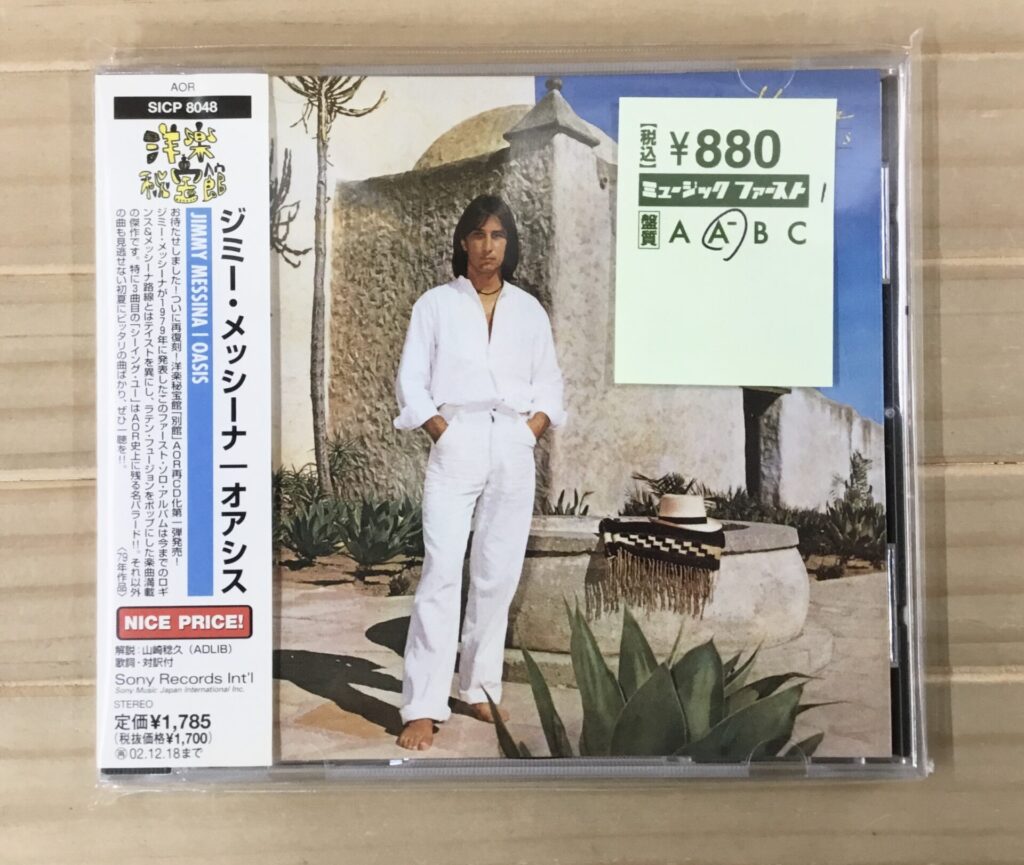 AOR
SICP 8048
洋楽
秘宝館
ジミー・メッシーナ|オアシス
JIMMY MESSINA | OASIS
お待たせしました!ついに再復刻!洋楽秘宝館「別館」AOR再CD化第一弾発売!
ジミー・メッシーナが1979年に発表したこのファースト・ソロ・アルバムは今までのロギ
ンス&メッシーナ路線とはテイストを異にし、ラテン・フュージョンをポップにした楽曲満載
の傑作です。特に3曲目の「シーイング・ユー」はAOR史上に残る名バラード!!。それ以外
の曲も見逃せない初夏にピッタリの曲ばかり、ぜひ一聴を!!。
〈79年作品〉
NICE PRICE!
解説:山崎稔久(ADLIB)
歌詞・対訳付
Sony Records Int'l
Sony Music Japan International Inc.
STEREO
定価¥1,785
(税抜価格¥1,700)
再 02.12.18まで
[税込] ¥880
ミュージック ファースト
盤質 A A- B C